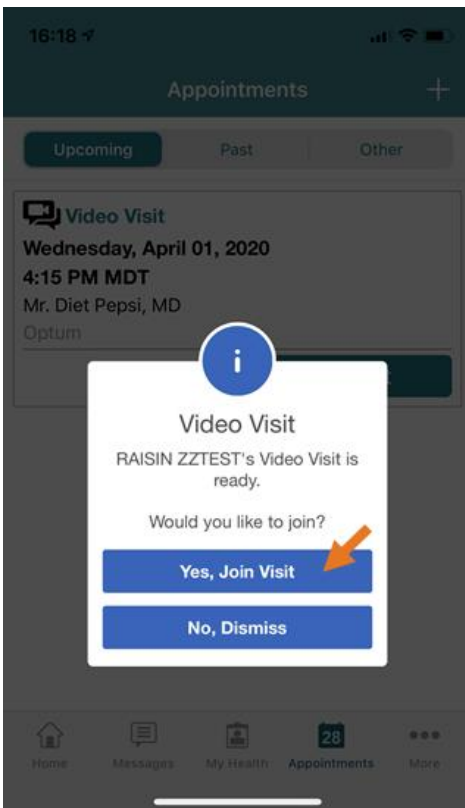 16:18
Appointments
Upcoming Past Other
Video Visit
Wednesday, April 01, 2020
4:15 PM MDT
Mr. Diet Pepsi, MD
Optum
i
Video Visit
RAISIN ZZTEST's Video Visit is
ready.
Would you like to join?
Yes, Join Visit
No, Dismiss
28
Home Messages My Health Appointments More